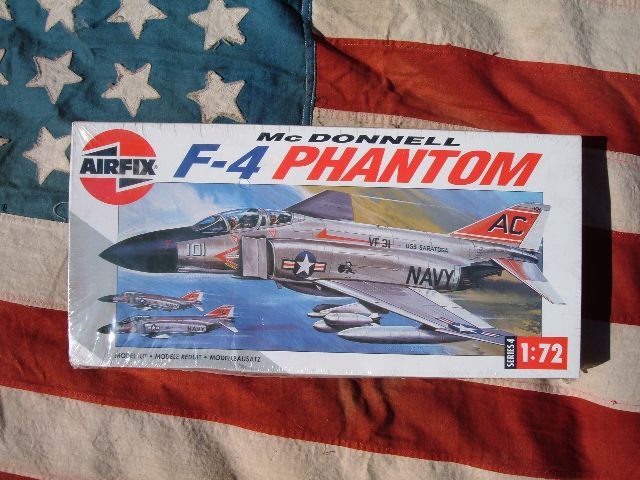 AIRFIX
Mc DONNELL
F-4 PHANTOM
101
VF 31
USS SARATOGA
NAVY
AC
NAVY
MODEL KIT • MODELE REDUIT • MODELLBAUSATZ
SERIES 4
1:72